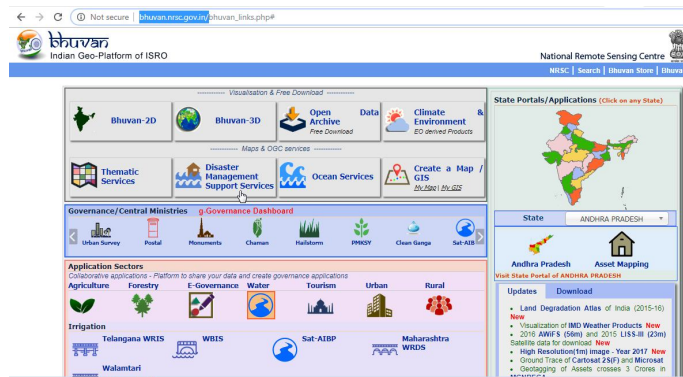 Not secure | bhuvan.nrsc.gov.in/bhuvan_links.php#
bhuvan
Indian Geo-Platform of ISRO
National Remote Sensing Centre
NRSC | Search | Bhuvan Store | Bhuva
Visualisation & Free Download
Bhuvan-2D
Bhuvan-3D
Open Data Archive
Free Download
Climate & Environment
EO derived Products
Maps & OGC services
Thematic Services
Disaster Management Support Services
Ocean Services
Create a Map / GIS
My Map| My GIS
Governance/Central Ministries g-Governance Dashboard
Urban Survey Postal Monuments Chaman Hailstorm PMKSY Clean Ganga Sat-AIB
Application Sectors
Collaborative applications - Platform to share your data and create governance applications
Agriculture Forestry E-Governance Water Tourism Urban Rural
Irrigation
Telangana WRIS WBIS Sat-AIBP Maharashtra WRDS
Walamtari
State Portals/Applications (Click on any State)
State ANDHRA PRADESH
Andhra Pradesh Asset Mapping
Visit State Portal of ANDHRA PRADESH
Updates Download
Land Degradation Atlas of India (2015-16)
New
Visualization of IMD Weather Products New
2016 AWiFS (56m) and 2015 LISS-III (23m)
Satellite data for download New
High Resolution(1m) image - Year 2017 New
Ground Trace of Cartosat 2S(F) and Microsat
Geotagging of Assets crosses 3 Crores in